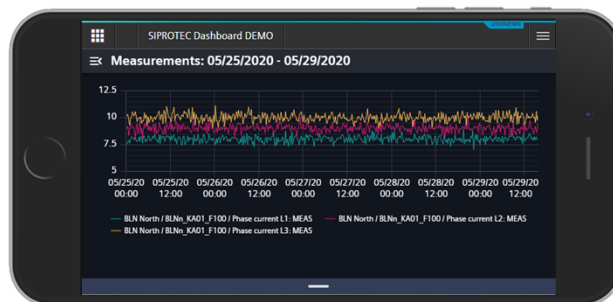 UNKNOWN
SIPROTEC Dashboard DEMO
Measurements: 05/25/2020 - 05/29/2020
12.5
10
7.5
5
05/25/20 05/25/20 05/26/20 05/26/20 05/27/20 05/27/20 05/28/20 05/28/20 05/29/20 05/29/20
00:00 12:00 00:00 12:00 00:00 12:00 00:00 12:00 00:00 12:00
BLN North / BLNn_KA01_F100 / Phase current L1: MEAS BLN North / BLNn_KA01_F100 / Phase current L2: MEAS
BLN North / BLNn_KA01_F100 / Phase current L3: MEAS